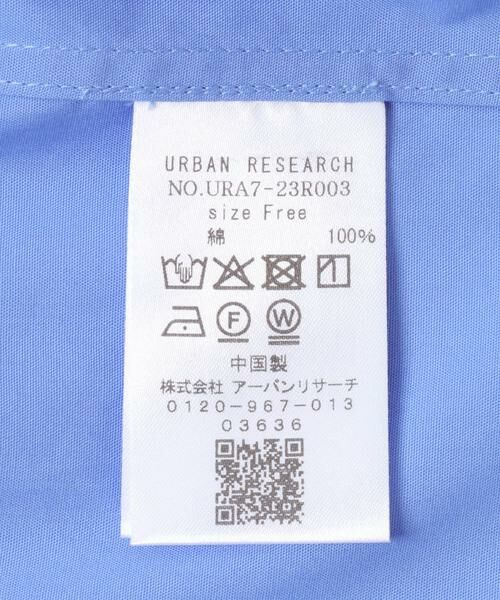 URBAN RESEARCH
NO.URA7-23R003
size Free
綿 100%
F W
中国製
株式会社 アーバンリサーチ
0120-967-013
03636